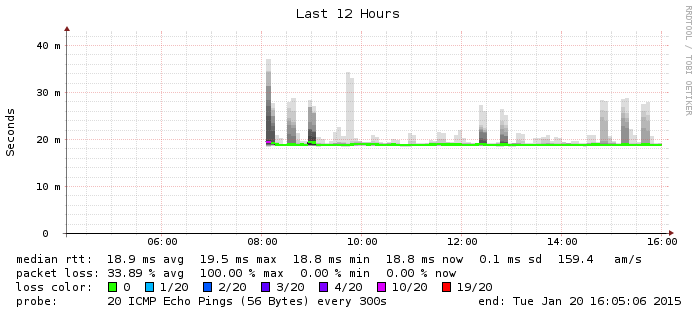 Last 12 Hours
RRDTOOL / TOBI OETIKER
Seconds
40 m
30 m
20 m
10 m
0
06:00 08:00 10:00 12:00 14:00 16:00
median rtt: 18.9 ms avg 19.5 ms max 18.8 ms min 18.8 ms now 0.1 ms sd 159.4 am/s
packet loss: 33.89 % avg 100.00 % max 0.00 % min 0.00 % now
loss color: 0 1/20 2/20 3/20 4/20 10/20 19/20
probe: 20 ICMP Echo Pings (56 Bytes) every 300s end: Tue Jan 20 16:05:06 2015